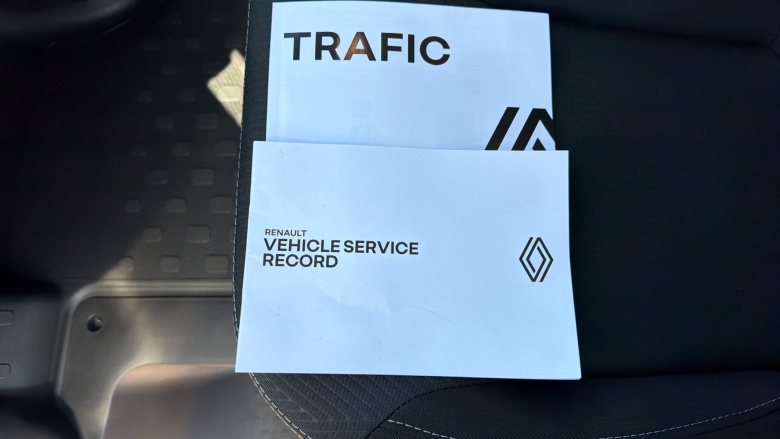 TRAFIC
RENAULT
VEHICLE SERVICE
RECORD